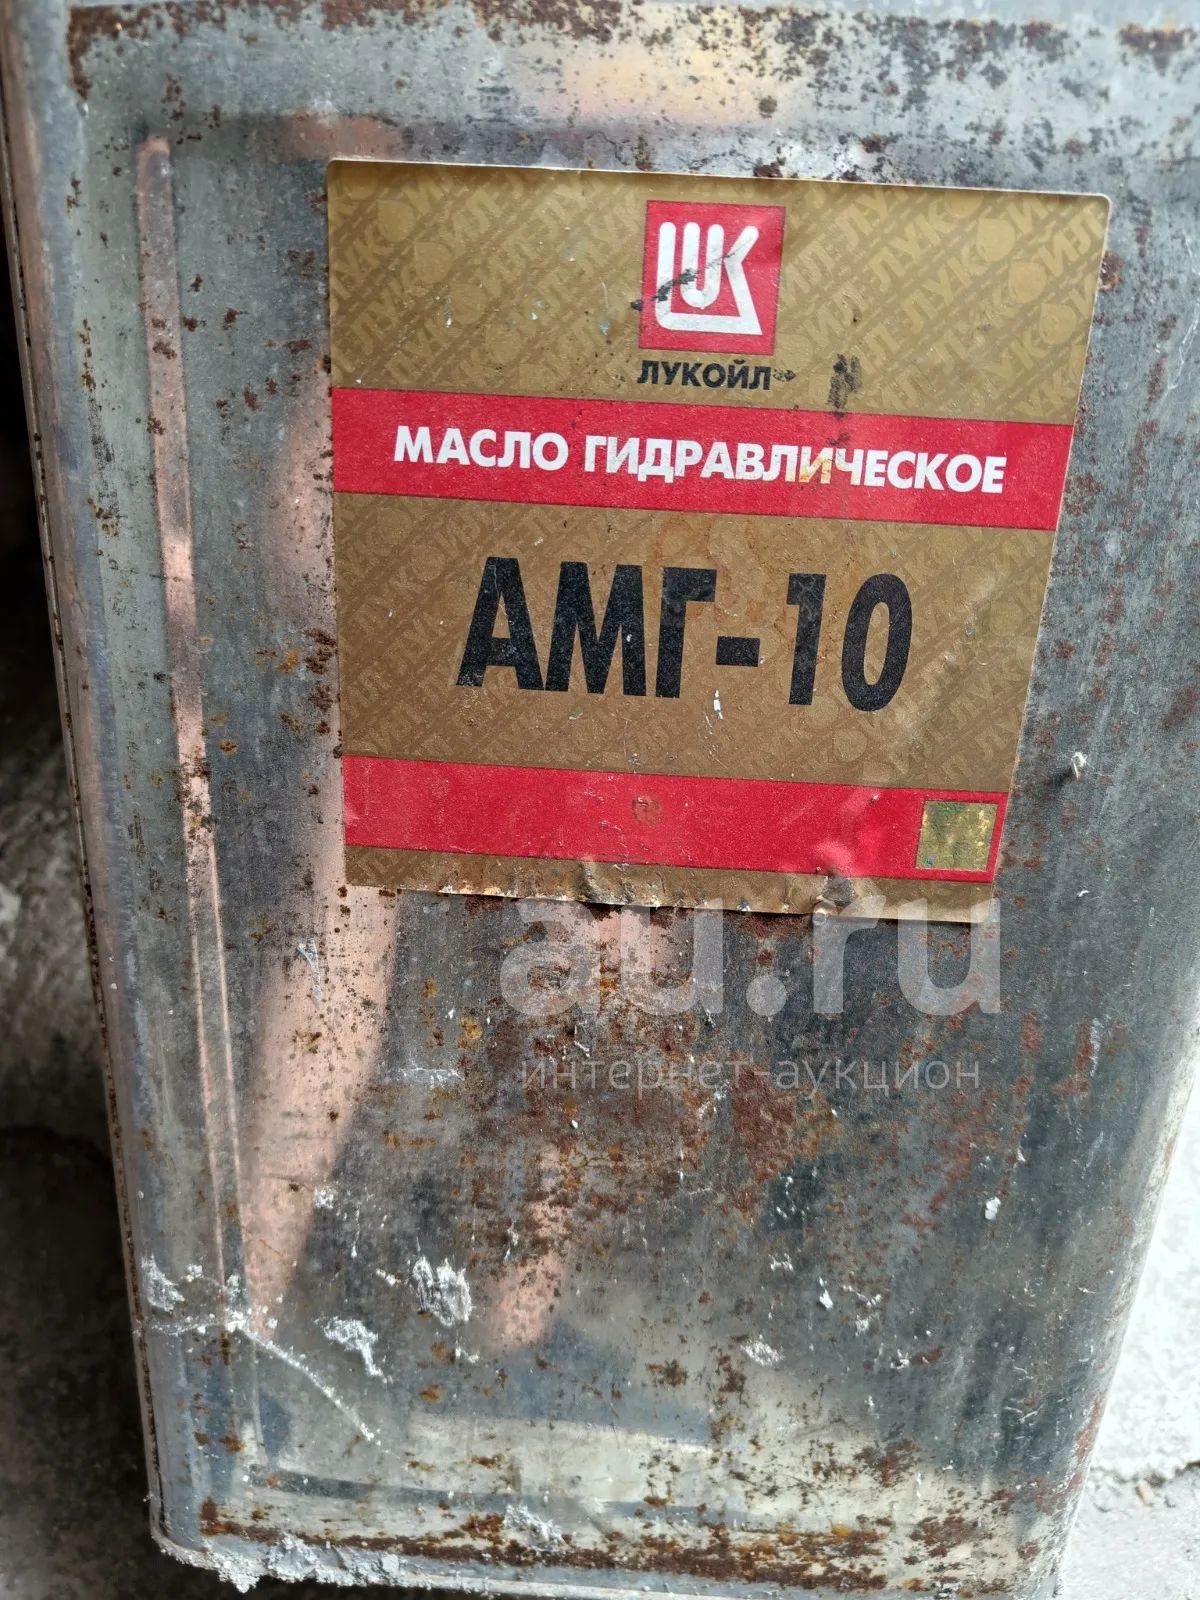 ЛУКОЙЛ
МАСЛО ГИДРАВЛИЧЕСКОЕ
АМГ-10
au.ru
интернет-аукцион